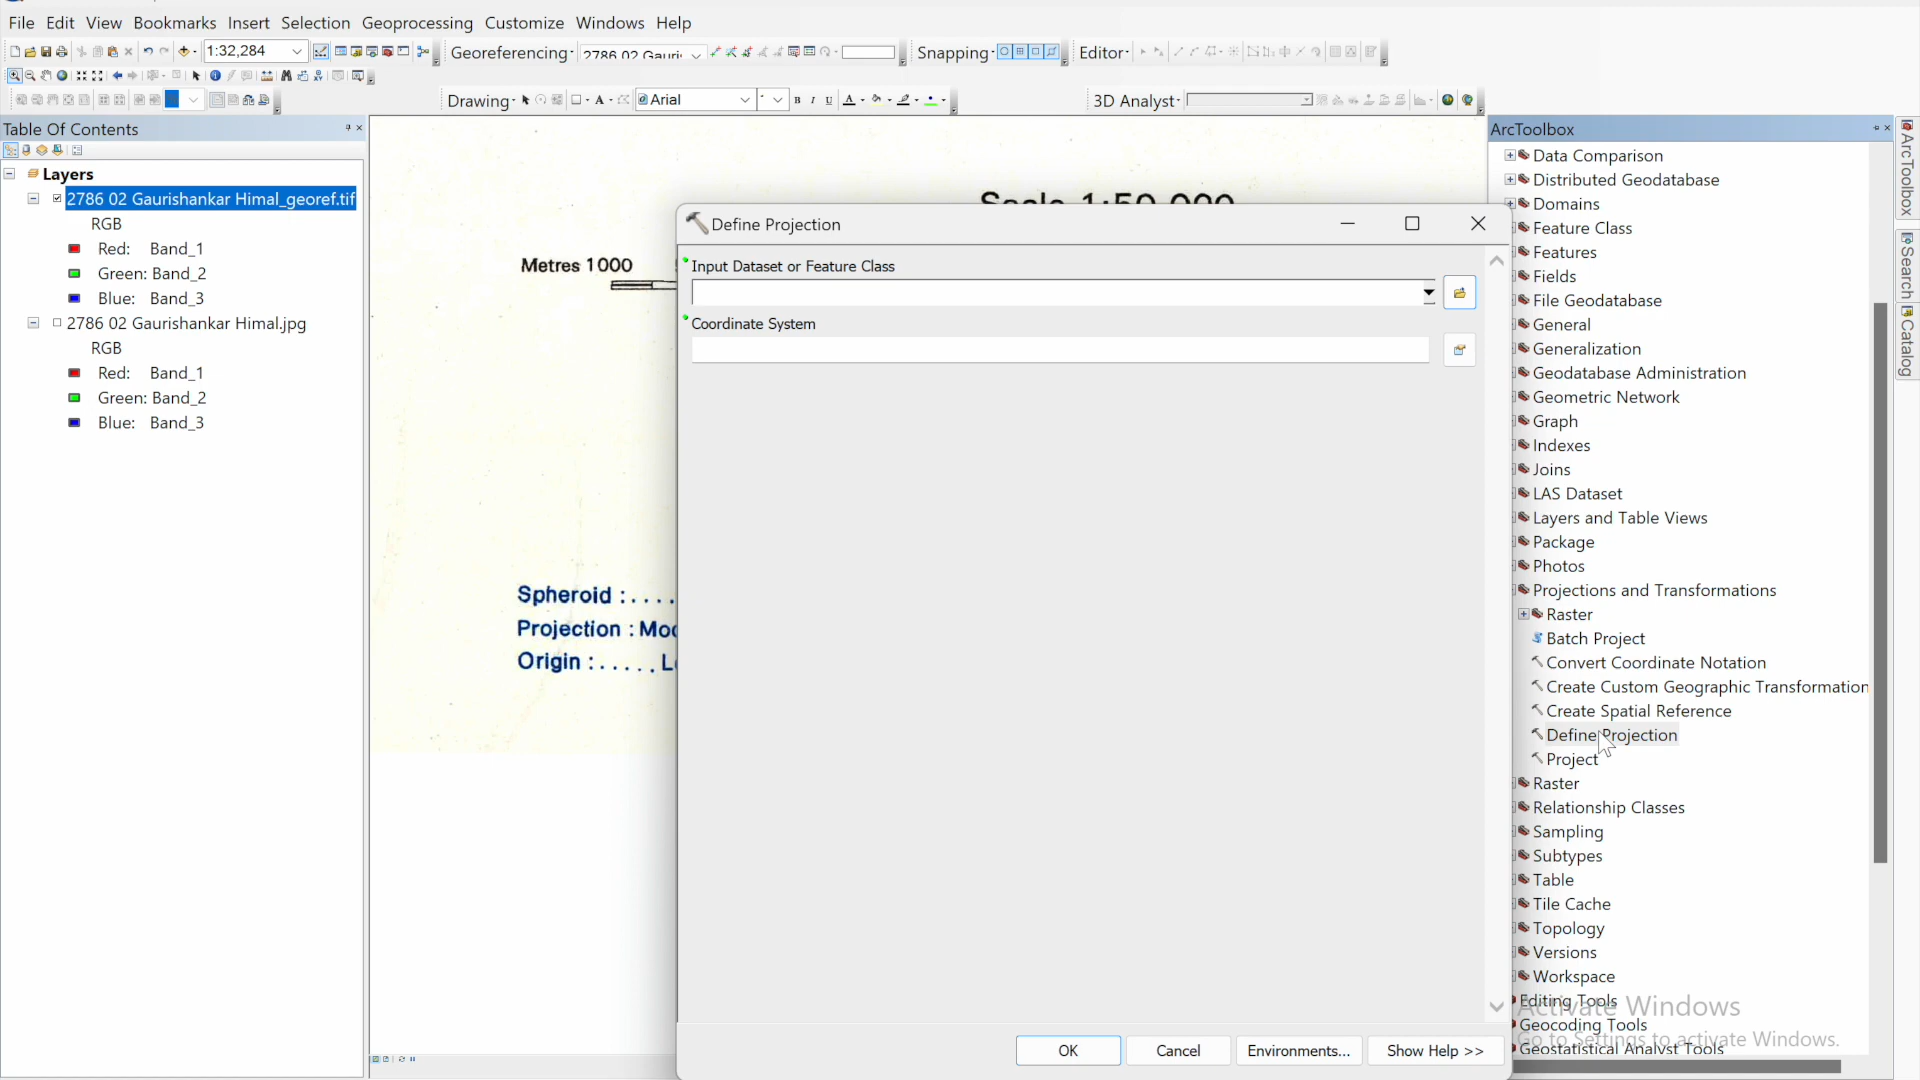 File Edit View Bookmarks Insert Selection Geoprocessing Customize Windows Help
1:32,284
Georeferencing
Snapping
Editor
Drawing
Arial
B I U A
3D Analyst
Table Of Contents
Layers
2786 02 Gaurishankar Himal_georef.tif
RGB
Red: Band_1
Green: Band_2
Blue: Band_3
2786 02 Gaurishankar Himal.jpg
RGB
Red: Band_1
Green: Band_2
Blue: Band_3
Scale 1:50 000
Metres 1000
Spheroid : . . . .
Projection : Mod
Origin : . . . . . L
Define Projection
Input Dataset or Feature Class
Coordinate System
OK
Cancel
Environments...
Show Help >>
ArcToolbox
Data Comparison
Distributed Geodatabase
Domains
Feature Class
Features
Fields
File Geodatabase
General
Generalization
Geodatabase Administration
Geometric Network
Graph
Indexes
Joins
LAS Dataset
Layers and Table Views
Package
Photos
Projections and Transformations
Raster
Batch Project
Convert Coordinate Notation
Create Custom Geographic Transformation
Create Spatial Reference
Define Projection
Project
Raster
Relationship Classes
Sampling
Subtypes
Table
Tile Cache
Topology
Versions
Workspace
Editing Tools
Geocoding Tools
Geostatistical Analyst Tools
Activate Windows
Go to Settings to activate Windows.
ArcToolbox
Search
Catalog